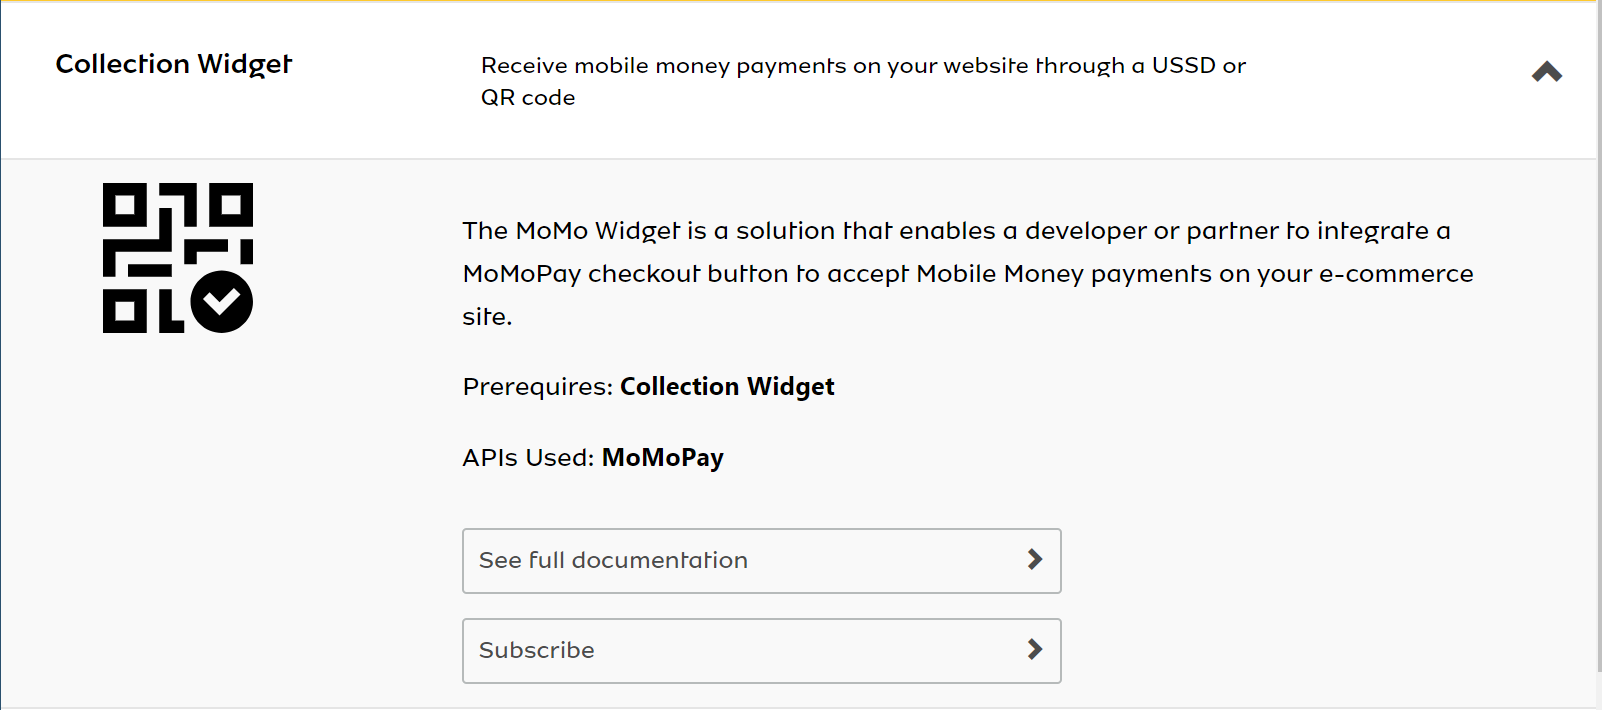 Collection Widget
Receive mobile money payments on your website through a USSD or
QR code
The MoMo Widget is a solution that enables a developer or partner to integrate a
MoMoPay checkout button to accept Mobile Money payments on your e-commerce
site.
Prerequires: Collection Widget
APIs Used: MoMoPay
See full documentation
Subscribe